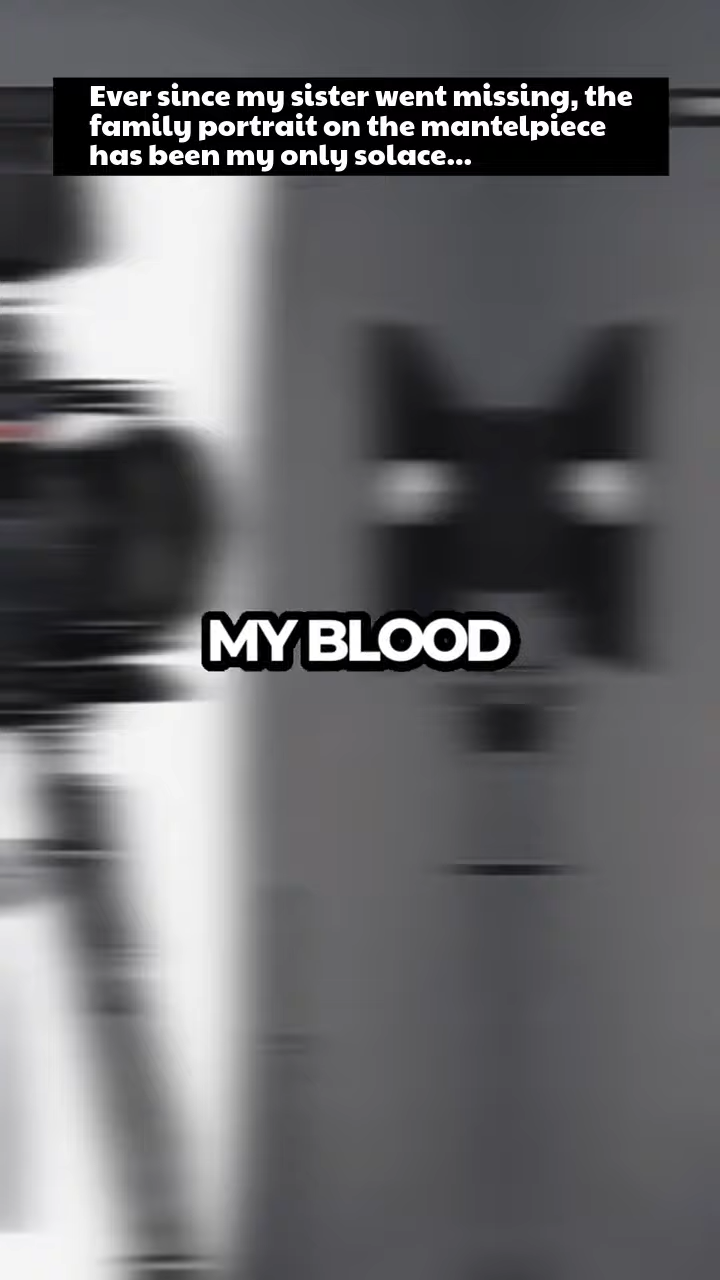 Ever since my sister went missing, the
family portrait on the mantelpiece
has been my only solace...
MY BLOOD